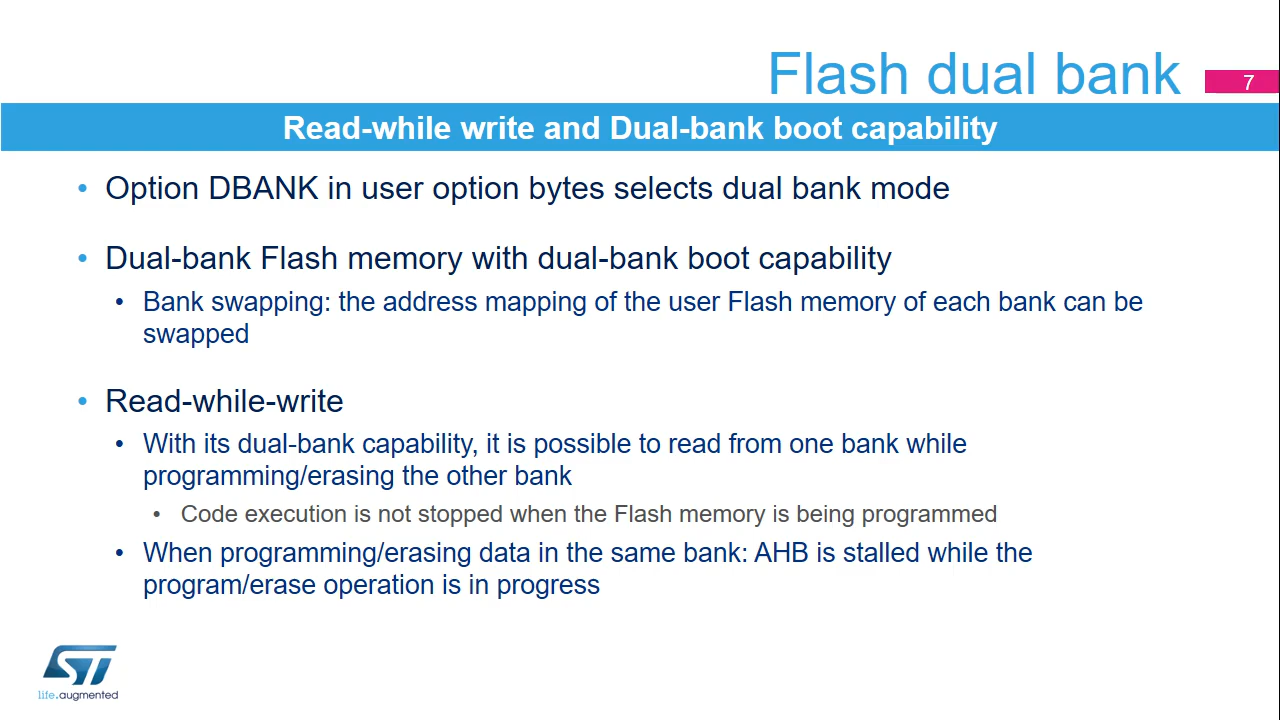 Flash dual bank
7
Read-while write and Dual-bank boot capability
• Option DBANK in user option bytes selects dual bank mode
• Dual-bank Flash memory with dual-bank boot capability
• Bank swapping: the address mapping of the user Flash memory of each bank can be
swapped
• Read-while-write
• With its dual-bank capability, it is possible to read from one bank while
programming/erasing the other bank
• Code execution is not stopped when the Flash memory is being programmed
• When programming/erasing data in the same bank: AHB is stalled while the
program/erase operation is in progress
ST
life.augmented